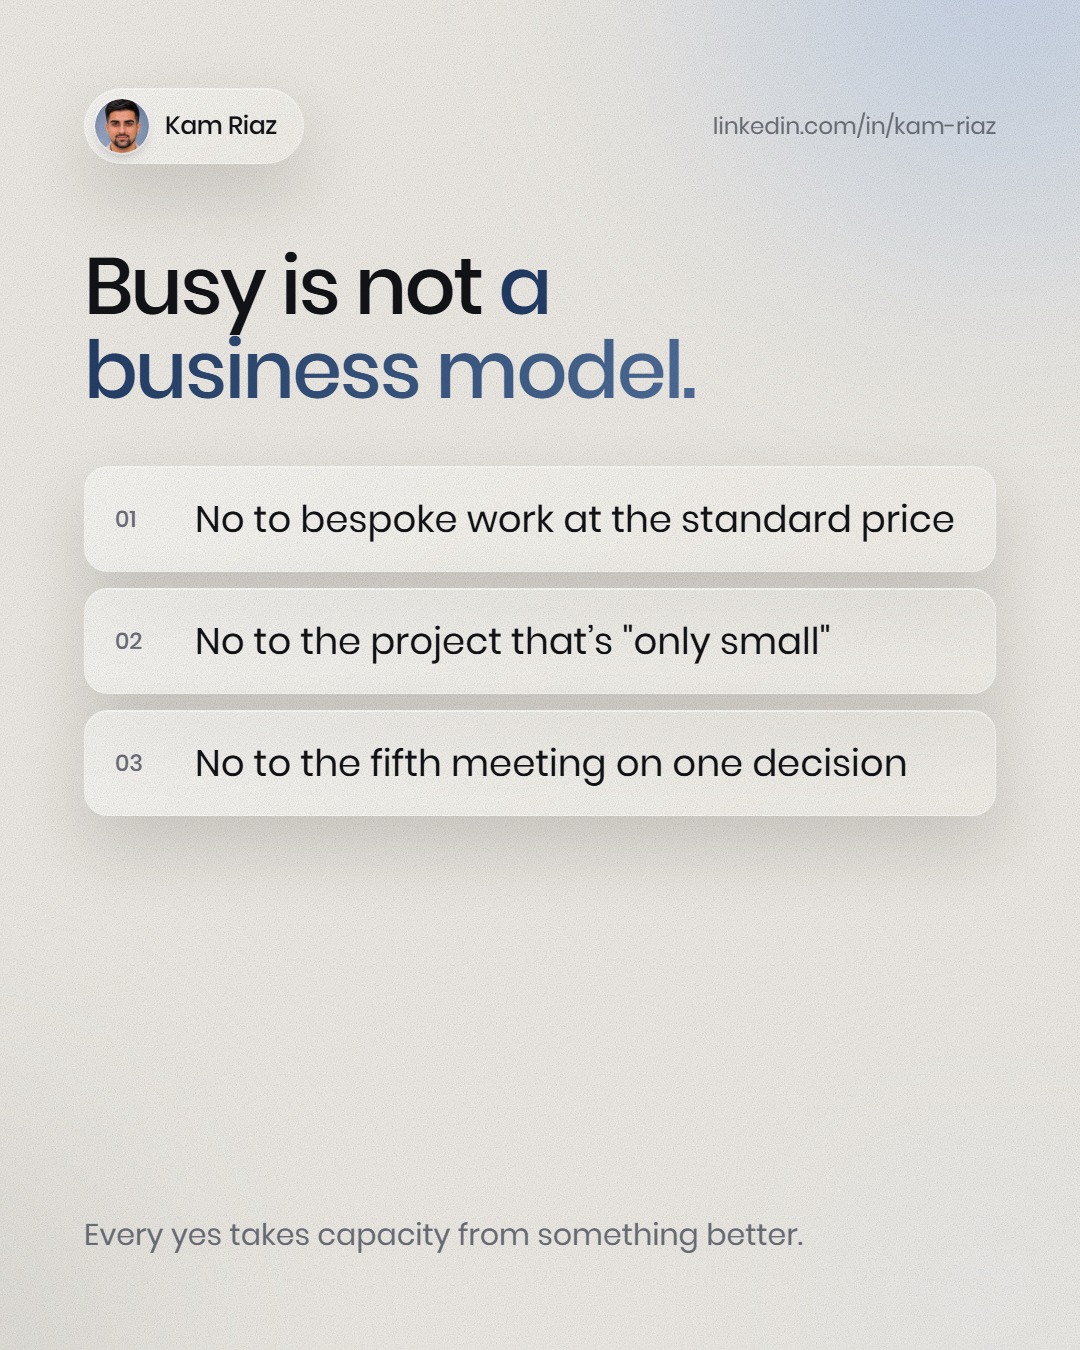 Kam Riaz
linkedin.com/in/kam-riaz
Busy is not a
business model.
01 No to bespoke work at the standard price
02 No to the project that’s "only small"
03 No to the fifth meeting on one decision
Every yes takes capacity from something better.